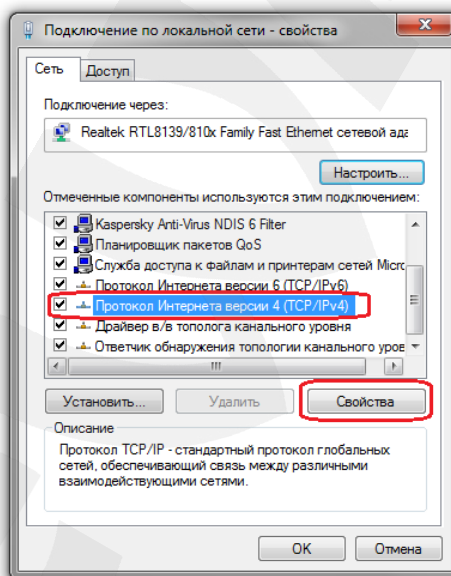 Подключение по локальной сети - свойства
Сеть Доступ
Подключение через:
Realtek RTL8139/810x Family Fast Ethernet сетевой ада
Настроить...
Отмеченные компоненты используются этим подключением:
Kaspersky Anti-Virus NDIS 6 Filter
Планировщик пакетов QoS
Служба доступа к файлам и принтерам сетей Micro
Протокол Интернета версии 6 (TCP/IPv6)
Протокол Интернета версии 4 (TCP/IPv4)
Драйвер в/в тополога канального уровня
Ответчик обнаружения топологии канального уров
Установить... Удалить Свойства
Описание
Протокол TCP/IP - стандартный протокол глобальных
сетей, обеспечивающий связь между различными
взаимодействующими сетями.
OK Отмена